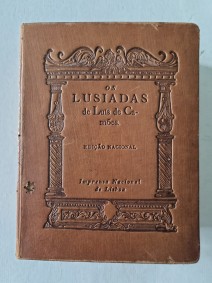 OS
LUSIADAS
de Luis de Ca-
mões
EDIÇÃO NACIONAL
Imprensa Nacional
de Lisboa